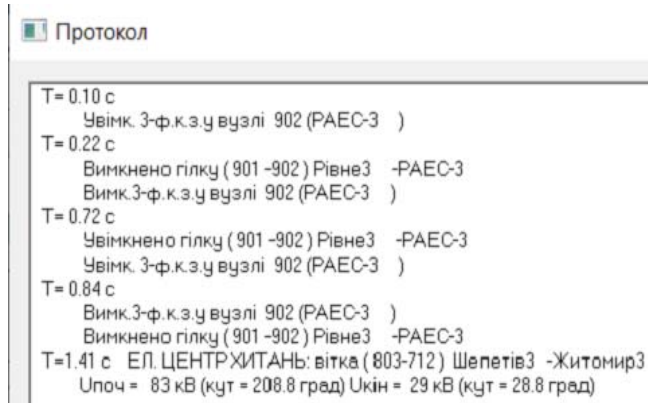 Протокол
T= 0.10 с
Увімк. 3-ф.к.з.у вузлі 902 (РАЕС-3 )
T= 0.22 с
Вимкнено гілку ( 901 -902 ) Рівне3 -РАЕС-3
Вимк.3-ф.к.з.у вузлі 902 (РАЕС-3 )
T= 0.72 с
Увімкнено гілку ( 901 -902 ) Рівне3 -РАЕС-3
Увімк. 3-ф.к.з.у вузлі 902 (РАЕС-3 )
T= 0.84 с
Вимк.3-ф.к.з.у вузлі 902 (РАЕС-3 )
Вимкнено гілку ( 901 -902 ) Рівне3 -РАЕС-3
T=1.41 с ЕЛ. ЦЕНТР ХИТАНЬ: вітка ( 803-712 ) Шепетів3 -Житомир3
Uпоч = 83 кВ (кут = 208.8 град) Uкін = 29 кВ (кут = 28.8 град)